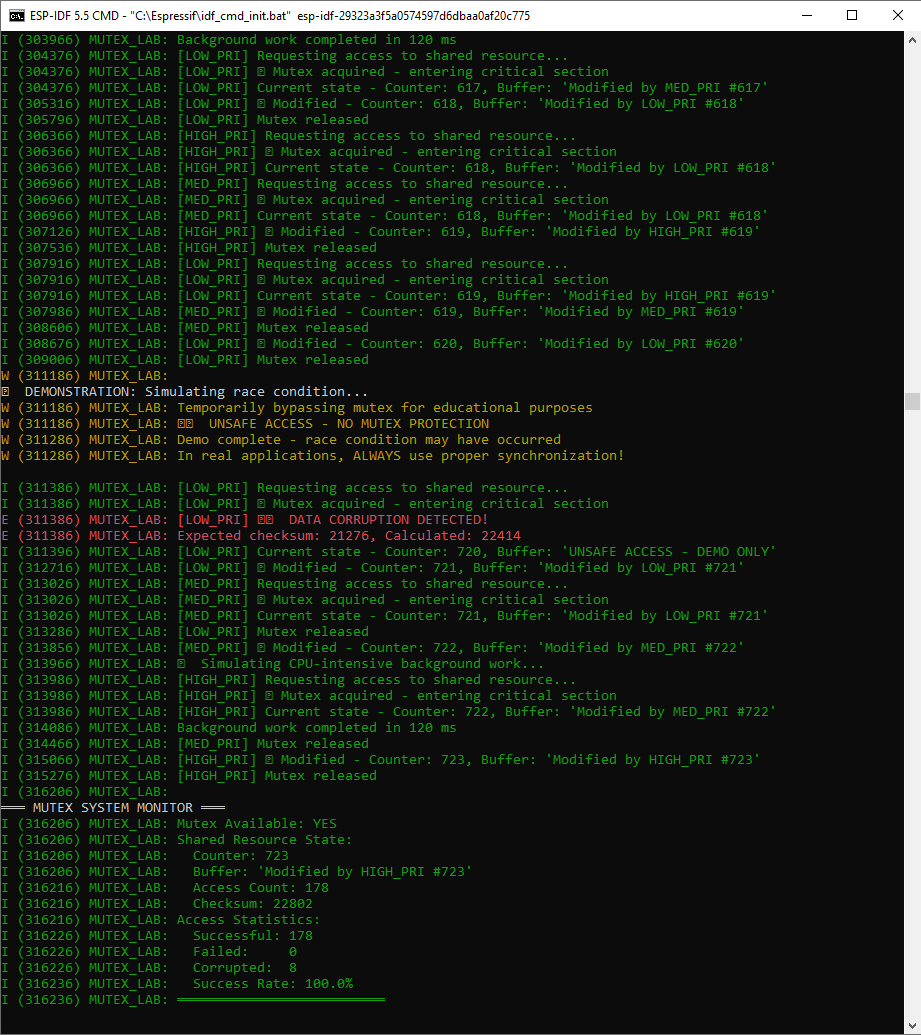 ESP-IDF 5.5 CMD - "C:\Espressif\idf_cmd_init.bat" esp-idf-29323a3f5a0574597d6dbaa0af20c775
I (303966) MUTEX_LAB: Background work completed in 120 ms
I (304376) MUTEX_LAB: [LOW_PRI] Requesting access to shared resource...
I (304376) MUTEX_LAB: [LOW_PRI] ⍰ Mutex acquired - entering critical section
I (304376) MUTEX_LAB: [LOW_PRI] Current state - Counter: 617, Buffer: 'Modified by MED_PRI #617'
I (305316) MUTEX_LAB: [LOW_PRI] ⍰ Modified - Counter: 618, Buffer: 'Modified by LOW_PRI #618'
I (305796) MUTEX_LAB: [LOW_PRI] Mutex released
I (306366) MUTEX_LAB: [HIGH_PRI] Requesting access to shared resource...
I (306366) MUTEX_LAB: [HIGH_PRI] ⍰ Mutex acquired - entering critical section
I (306366) MUTEX_LAB: [HIGH_PRI] Current state - Counter: 618, Buffer: 'Modified by LOW_PRI #618'
I (306966) MUTEX_LAB: [MED_PRI] Requesting access to shared resource...
I (306966) MUTEX_LAB: [MED_PRI] ⍰ Mutex acquired - entering critical section
I (306966) MUTEX_LAB: [MED_PRI] Current state - Counter: 618, Buffer: 'Modified by LOW_PRI #618'
I (307126) MUTEX_LAB: [HIGH_PRI] ⍰ Modified - Counter: 619, Buffer: 'Modified by HIGH_PRI #619'
I (307536) MUTEX_LAB: [HIGH_PRI] Mutex released
I (307916) MUTEX_LAB: [LOW_PRI] Requesting access to shared resource...
I (307916) MUTEX_LAB: [LOW_PRI] ⍰ Mutex acquired - entering critical section
I (307916) MUTEX_LAB: [LOW_PRI] Current state - Counter: 619, Buffer: 'Modified by HIGH_PRI #619'
I (307986) MUTEX_LAB: [MED_PRI] ⍰ Modified - Counter: 619, Buffer: 'Modified by MED_PRI #619'
I (308606) MUTEX_LAB: [MED_PRI] Mutex released
I (308676) MUTEX_LAB: [LOW_PRI] ⍰ Modified - Counter: 620, Buffer: 'Modified by LOW_PRI #620'
I (309006) MUTEX_LAB: [LOW_PRI] Mutex released
W (311186) MUTEX_LAB:
⍰  DEMONSTRATION: Simulating race condition...
W (311186) MUTEX_LAB: Temporarily bypassing mutex for educational purposes
W (311186) MUTEX_LAB: ⍰⍰  UNSAFE ACCESS - NO MUTEX PROTECTION
W (311286) MUTEX_LAB: Demo complete - race condition may have occurred
W (311286) MUTEX_LAB: In real applications, ALWAYS use proper synchronization!
I (311386) MUTEX_LAB: [LOW_PRI] Requesting access to shared resource...
I (311386) MUTEX_LAB: [LOW_PRI] ⍰ Mutex acquired - entering critical section
E (311386) MUTEX_LAB: [LOW_PRI] ⍰⍰  DATA CORRUPTION DETECTED!
E (311386) MUTEX_LAB: Expected checksum: 21276, Calculated: 22414
I (311396) MUTEX_LAB: [LOW_PRI] Current state - Counter: 720, Buffer: 'UNSAFE ACCESS - DEMO ONLY'
I (312716) MUTEX_LAB: [LOW_PRI] ⍰ Modified - Counter: 721, Buffer: 'Modified by LOW_PRI #721'
I (313026) MUTEX_LAB: [MED_PRI] Requesting access to shared resource...
I (313026) MUTEX_LAB: [MED_PRI] ⍰ Mutex acquired - entering critical section
I (313026) MUTEX_LAB: [MED_PRI] Current state - Counter: 721, Buffer: 'Modified by LOW_PRI #721'
I (313286) MUTEX_LAB: [LOW_PRI] Mutex released
I (313856) MUTEX_LAB: [MED_PRI] ⍰ Modified - Counter: 722, Buffer: 'Modified by MED_PRI #722'
I (313966) MUTEX_LAB: ⍰  Simulating CPU-intensive background work...
I (313986) MUTEX_LAB: [HIGH_PRI] Requesting access to shared resource...
I (313986) MUTEX_LAB: [HIGH_PRI] ⍰ Mutex acquired - entering critical section
I (313986) MUTEX_LAB: [HIGH_PRI] Current state - Counter: 722, Buffer: 'Modified by MED_PRI #722'
I (314086) MUTEX_LAB: Background work completed in 120 ms
I (314466) MUTEX_LAB: [MED_PRI] Mutex released
I (315066) MUTEX_LAB: [HIGH_PRI] ⍰ Modified - Counter: 723, Buffer: 'Modified by HIGH_PRI #723'
I (315276) MUTEX_LAB: [HIGH_PRI] Mutex released
I (316206) MUTEX_LAB:
═══ MUTEX SYSTEM MONITOR ═══
I (316206) MUTEX_LAB: Mutex Available: YES
I (316206) MUTEX_LAB: Shared Resource State:
I (316206) MUTEX_LAB:   Counter: 723
I (316206) MUTEX_LAB:   Buffer: 'Modified by HIGH_PRI #723'
I (316216) MUTEX_LAB:   Access Count: 178
I (316216) MUTEX_LAB:   Checksum: 22802
I (316216) MUTEX_LAB: Access Statistics:
I (316226) MUTEX_LAB:   Successful: 178
I (316226) MUTEX_LAB:   Failed:     0
I (316226) MUTEX_LAB:   Corrupted:  8
I (316236) MUTEX_LAB:   Success Rate: 100.0%
I (316236) MUTEX_LAB: ══════════════════════════